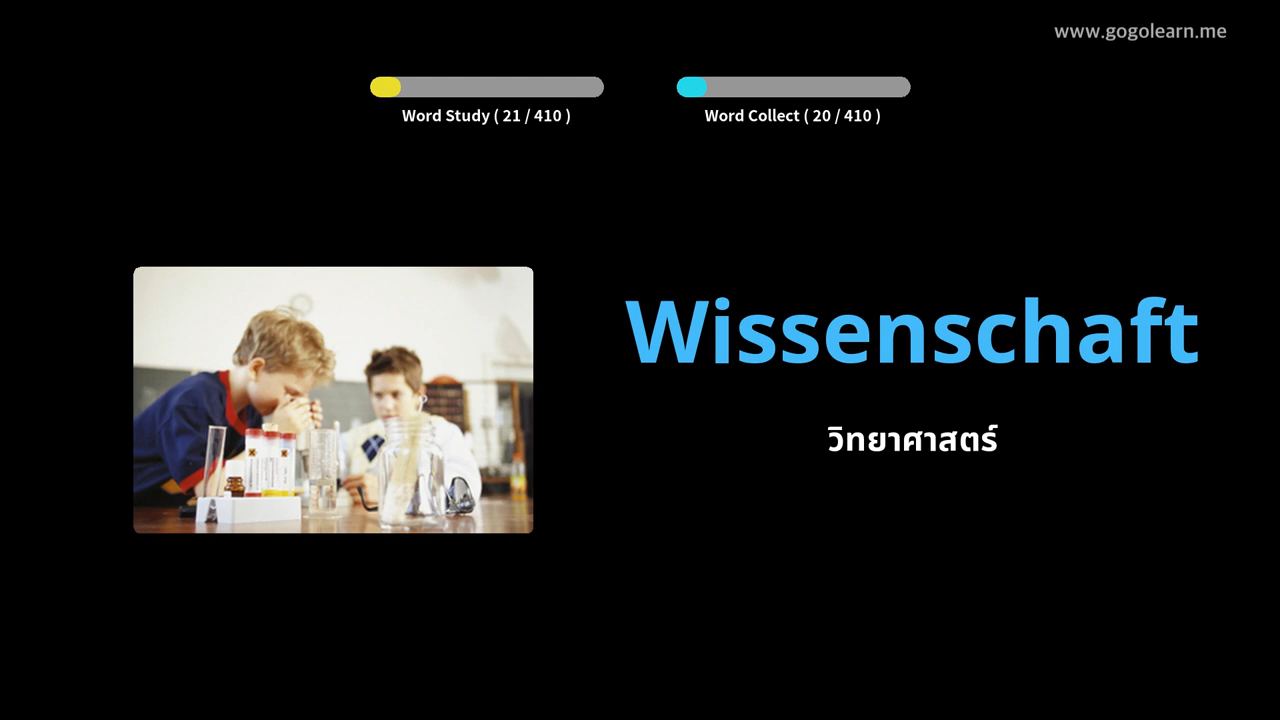 www.gogolearn.me
Word Study ( 21 / 410 )
Word Collect ( 20 / 410 )
Wissenschaft
วิทยาศาสตร์